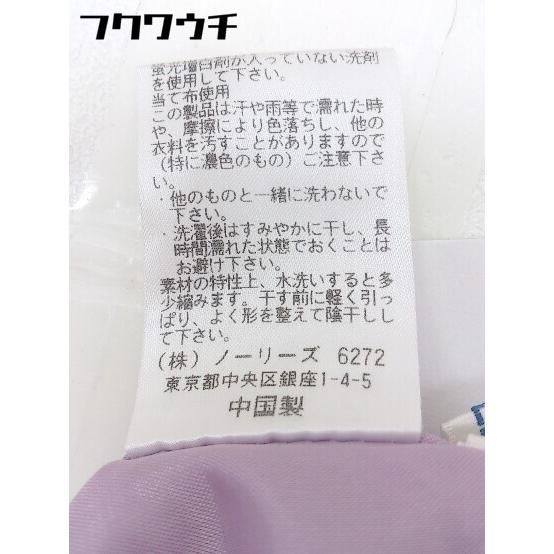 フクワウチ
蛍光増白剤が入っていない洗剤
を使用して下さい。
当て布使用
この製品は汗や雨等で濡れた時
や、摩擦により色落ちし、他の
衣料を汚すことがありますので
（特に濃色のもの）ご注意下さ
い。
・他のものと一緒に洗わないで
下さい。
・洗濯後はすみやかに干し、長
時間濡れた状態でおくことは
お避け下さい。
素材の特性上、水洗いすると多
少縮みます。干す前に軽く引っ
ぱり、よく形を整えて陰干しし
て下さい。
（株）ノーリーズ 6272
東京都中央区銀座1-4-5
中国製